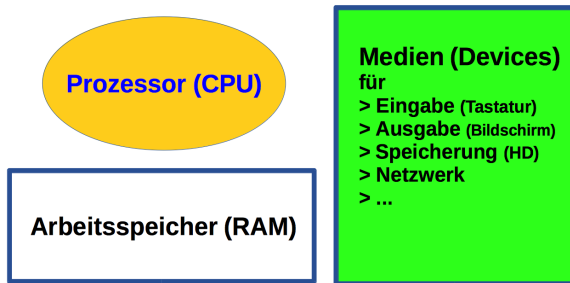 Prozessor (CPU)
Arbeitsspeicher (RAM)
Medien (Devices)
für
> Eingabe (Tastatur)
> Ausgabe (Bildschirm)
> Speicherung (HD)
> Netzwerk
> ...